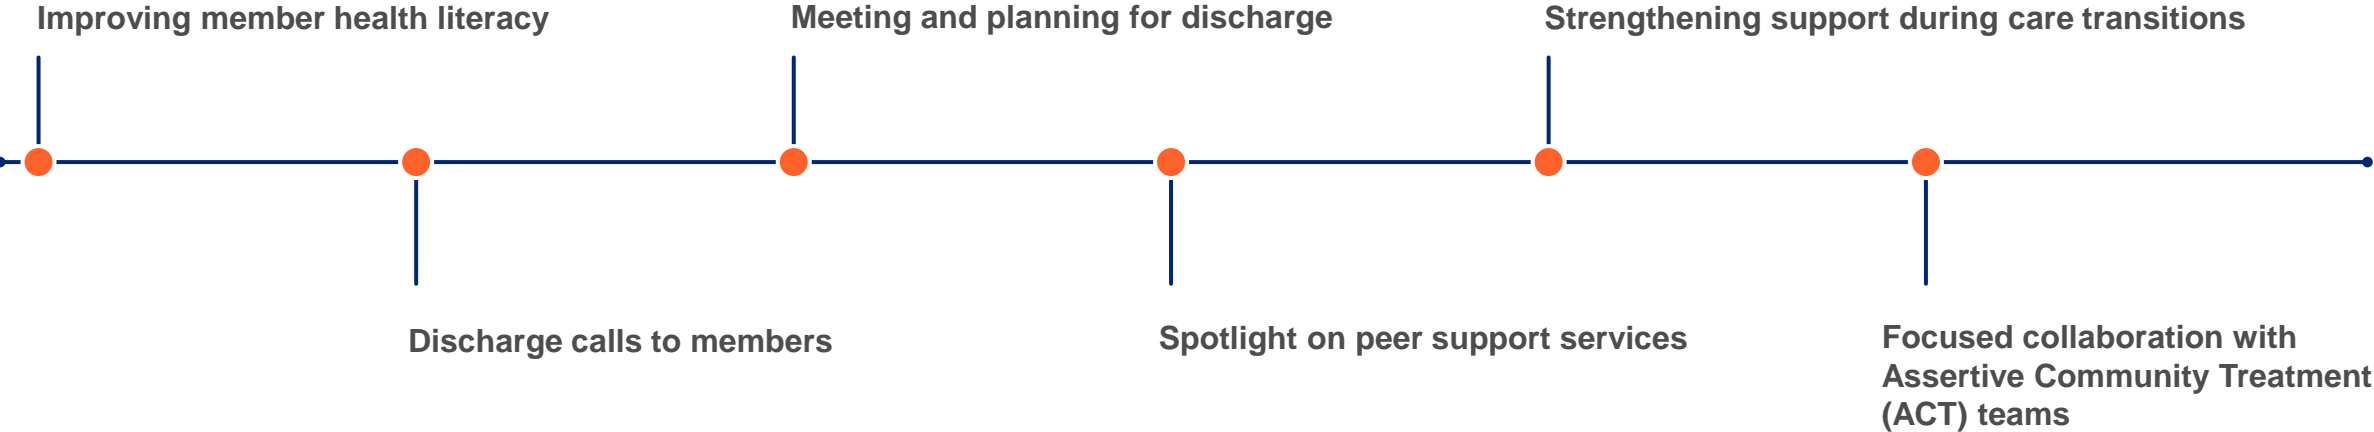 Improving member health literacy
Meeting and planning for discharge
Strengthening support during care transitions
Discharge calls to members
Spotlight on peer support services
Focused collaboration with
Assertive Community Treatment
(ACT) teams